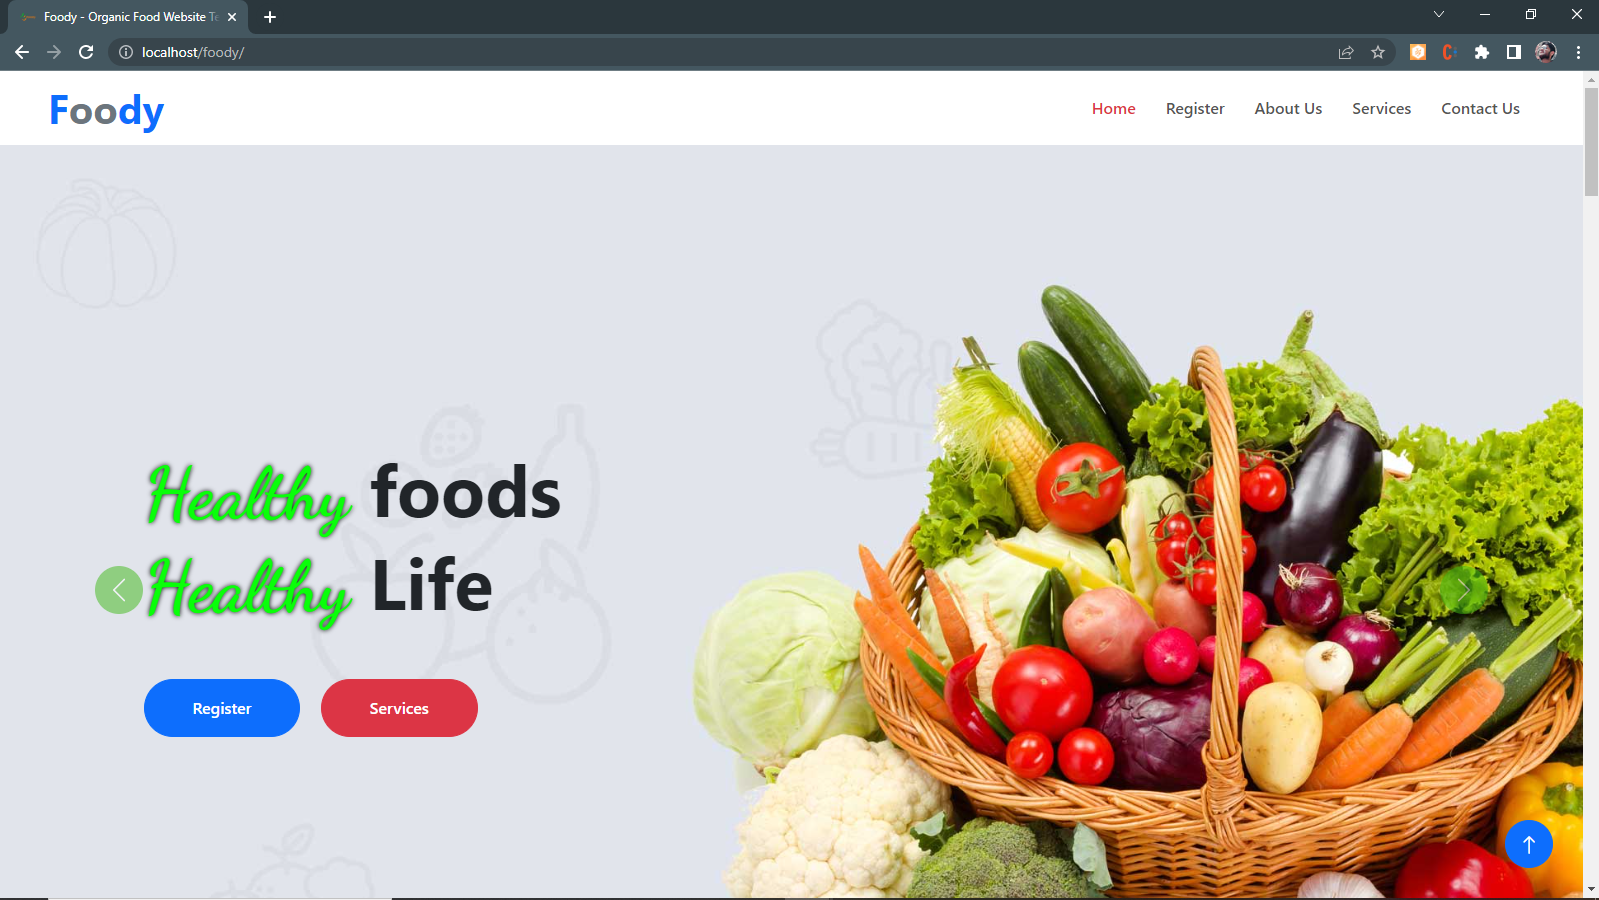 Foody - Organic Food Website Te
localhost/foody/
Foody
Home Register About Us Services Contact Us
Healthy foods
Healthy Life
Register Services